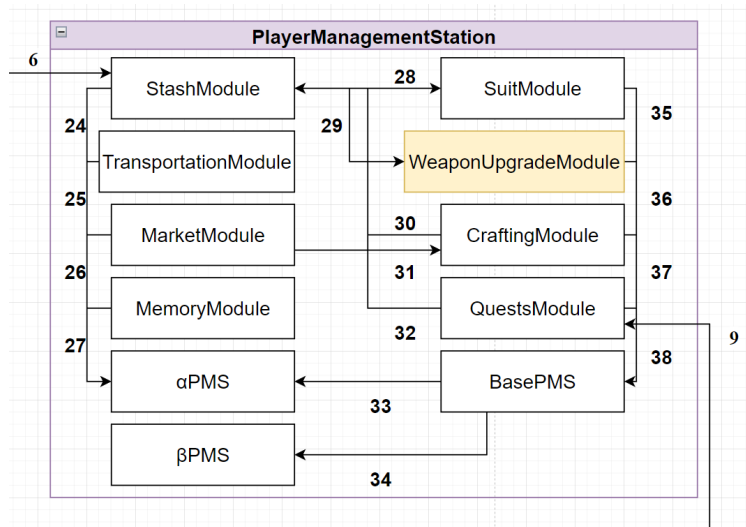 PlayerManagementStation
6
StashModule
28
SuitModule
24
29
35
TransportationModule
WeaponUpgradeModule
25
36
MarketModule
30
CraftingModule
26
31
37
MemoryModule
32
QuestsModule
9
27
38
αPMS
33
BasePMS
βPMS
34